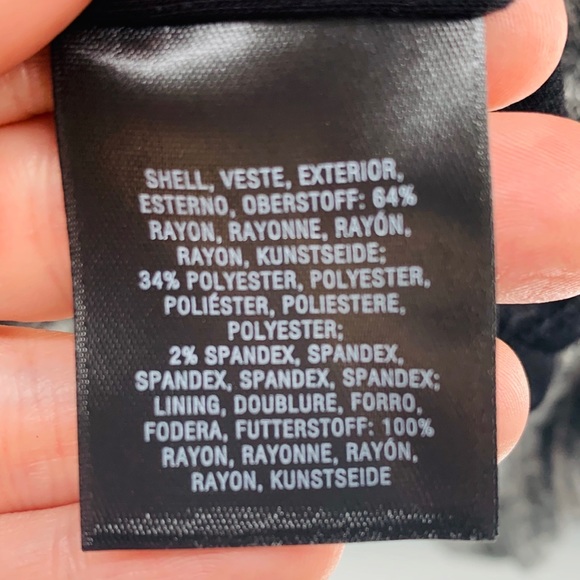 SHELL, VESTE, EXTERIOR,
ESTERNO, OBERSTOFF: 64%
RAYON, RAYONNE, RAYÓN,
RAYON, KUNSTSEIDE;
34% POLYESTER, POLYESTER,
POLIÉSTER, POLIESTERE,
POLYESTER;
2% SPANDEX, SPANDEX,
SPANDEX, SPANDEX, SPANDEX;
LINING, DOUBLURE, FORRO,
FODERA, FUTTERSTOFF: 100%
RAYON, RAYONNE, RAYÓN,
RAYON, KUNSTSEIDE